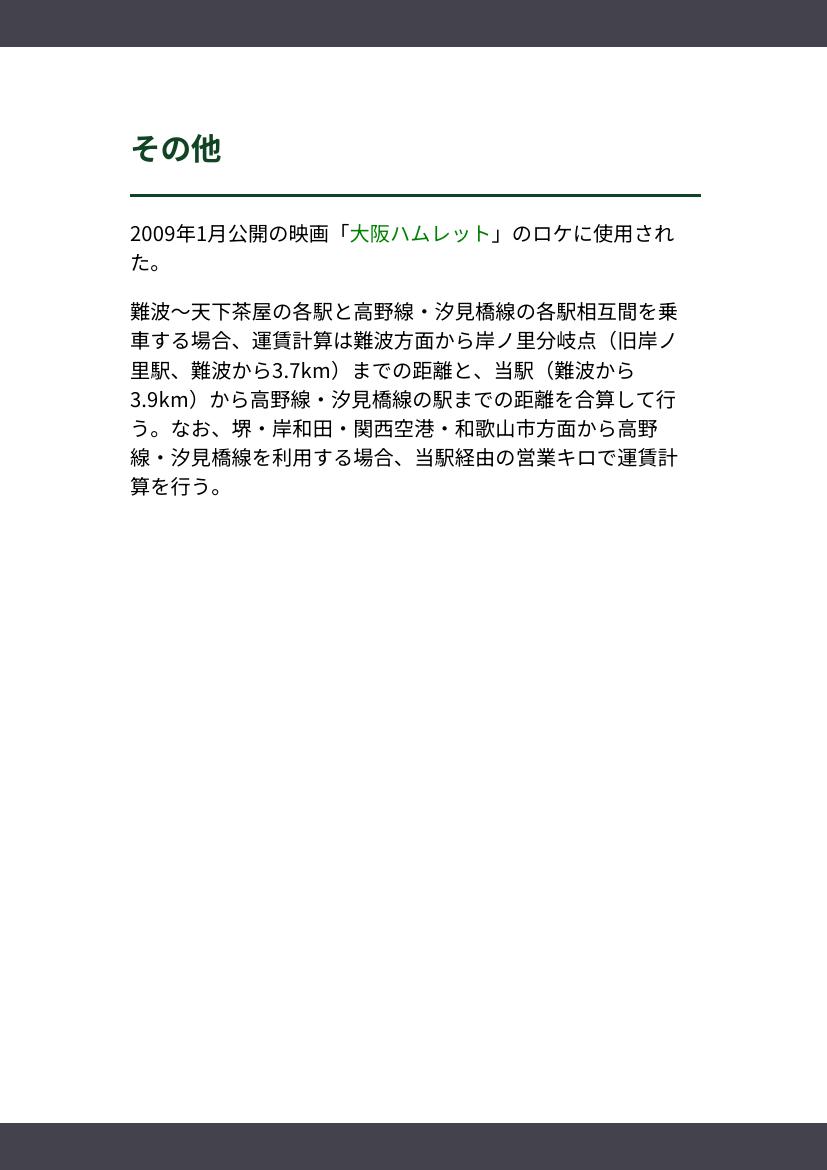 その他
2009年1月公開の映画「大阪ハムレット」のロケに使用され
た。
難波～天下茶屋の各駅と高野線・汐見橋線の各駅相互間を乗
車する場合、運賃計算は難波方面から岸ノ里分岐点（旧岸ノ
里駅、難波から3.7km）までの距離と、当駅（難波から
3.9km）から高野線・汐見橋線の駅までの距離を合算して行
う。なお、堺・岸和田・関西空港・和歌山市方面から高野
線・汐見橋線を利用する場合、当駅経由の営業キロで運賃計
算を行う。